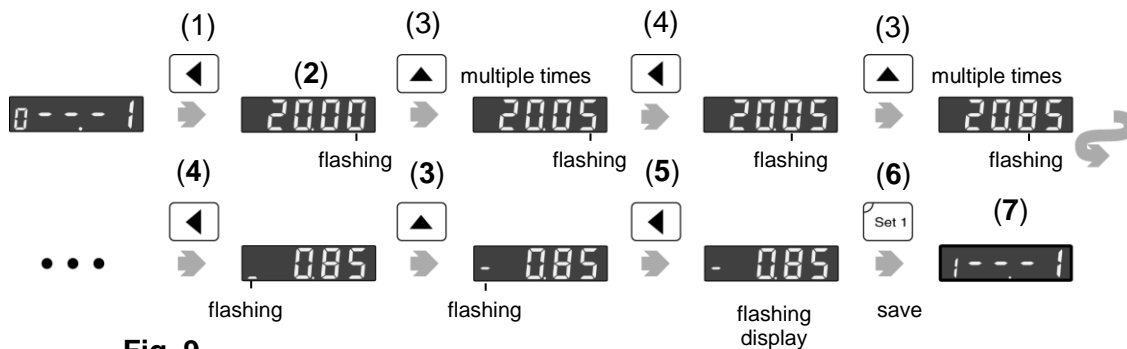 (1) (3) (4) (3)
(2) multiple times multiple times
0--.-1 20.00 20.05 20.05 20.85
flashing flashing flashing flashing
(4) (3) (5) (6)
Set 1 (7)
... _ 0.85 - 0.85 - 0.85 1--.-1
flashing flashing flashing save
display